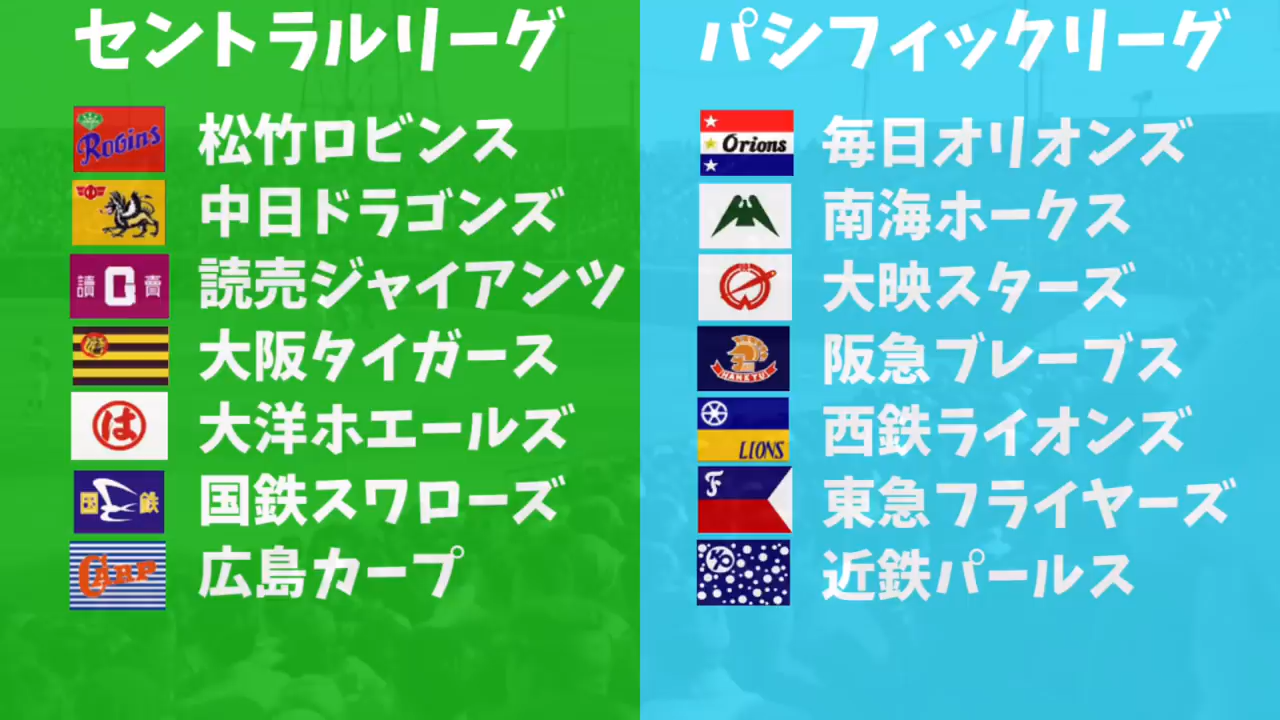 セントラルリーグ
Robins
松竹ロビンス
中日ドラゴンズ
讀 G 賣
読売ジャイアンツ
大阪タイガース
は
大洋ホエールズ
国 鉄
国鉄スワローズ
CARP
広島カープ
パシフィックリーグ
Orions
毎日オリオンズ
南海ホークス
大映スターズ
HANKYU
阪急ブレーブス
LIONS
西鉄ライオンズ
F
東急フライヤーズ
近鉄パールス